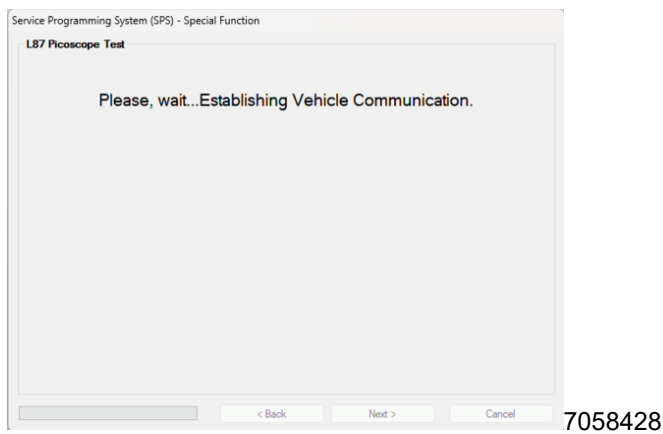 Service Programming System (SPS) - Special Function
L87 Picoscope Test
Please, wait...Establishing Vehicle Communication.
< Back
Next >
Cancel
7058428